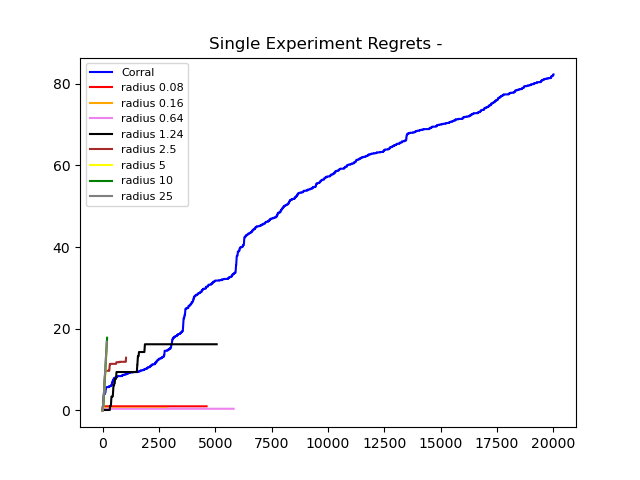 Single Experiment Regrets -
Corral
radius 0.08
radius 0.16
radius 0.64
radius 1.24
radius 2.5
radius 5
radius 10
radius 25
80
60
40
20
0
0 2500 5000 7500 10000 12500 15000 17500 20000